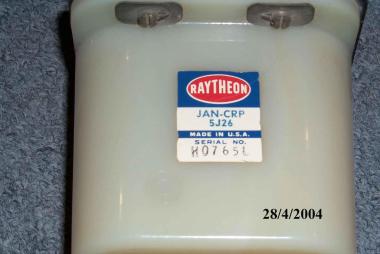 RAYTHEON
JAN-CRP
5J26
MADE IN U.S.A.
SERIAL NO.
H0765L
28/4/2004